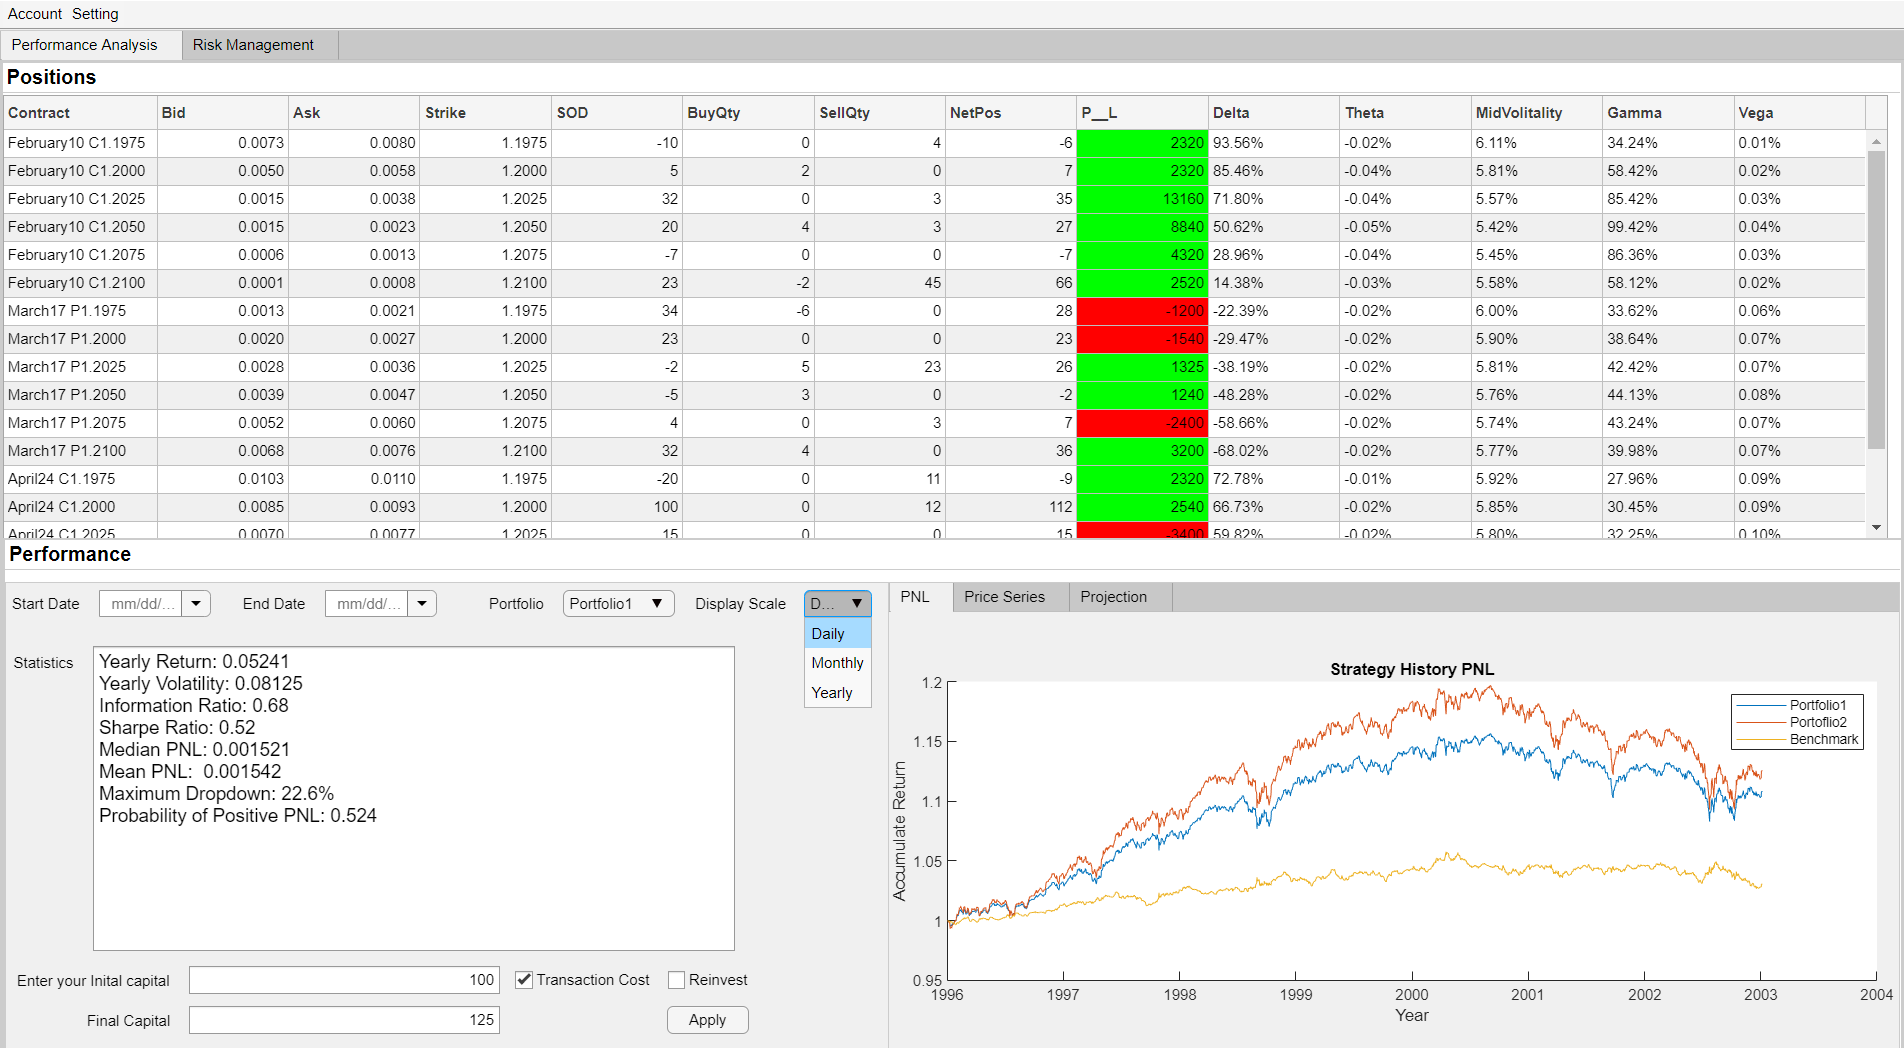 Account Setting
Performance Analysis Risk Management
Positions
Contract Bid Ask Strike SOD BuyQty SellQty NetPos P__L Delta Theta MidVolitality Gamma Vega
February10 C1.1975 0.0073 0.0080 1.1975 -10 0 4 -6 2320 93.56% -0.02% 6.11% 34.24% 0.01%
February10 C1.2000 0.0050 0.0058 1.2000 5 2 0 7 2320 85.46% -0.04% 5.81% 58.42% 0.02%
February10 C1.2025 0.0015 0.0038 1.2025 32 0 3 35 13160 71.80% -0.04% 5.57% 85.42% 0.03%
February10 C1.2050 0.0015 0.0023 1.2050 20 4 3 27 8840 50.62% -0.05% 5.42% 99.42% 0.04%
February10 C1.2075 0.0006 0.0013 1.2075 -7 0 0 -7 4320 28.96% -0.04% 5.45% 86.36% 0.03%
February10 C1.2100 0.0001 0.0008 1.2100 23 -2 45 66 2520 14.38% -0.03% 5.58% 58.12% 0.02%
March17 P1.1975 0.0013 0.0021 1.1975 34 -6 0 28 -1200 -22.39% -0.02% 6.00% 33.62% 0.06%
March17 P1.2000 0.0020 0.0027 1.2000 23 0 0 23 -1540 -29.47% -0.02% 5.90% 38.64% 0.07%
March17 P1.2025 0.0028 0.0036 1.2025 -2 5 23 26 1325 -38.19% -0.02% 5.81% 42.42% 0.07%
March17 P1.2050 0.0039 0.0047 1.2050 -5 3 0 -2 1240 -48.28% -0.02% 5.76% 44.13% 0.08%
March17 P1.2075 0.0052 0.0060 1.2075 4 0 3 7 -2400 -58.66% -0.02% 5.74% 43.24% 0.07%
March17 P1.2100 0.0068 0.0076 1.2100 32 4 0 36 3200 -68.02% -0.02% 5.77% 39.98% 0.07%
April24 C1.1975 0.0103 0.0110 1.1975 -20 0 11 -9 2320 72.78% -0.01% 5.92% 27.96% 0.09%
April24 C1.2000 0.0085 0.0093 1.2000 100 0 12 112 2540 66.73% -0.02% 5.85% 30.45% 0.09%
April24 C1.2025 0.0070 0.0077 1.2025 15 0 0 15 -3400 59.82% -0.02% 5.80% 32.25% 0.10%
Performance
Start Date mm/dd/... End Date mm/dd/... Portfolio Portfolio1 Display Scale D...
Daily
Monthly
Yearly
Statistics
Yearly Return: 0.05241
Yearly Volatility: 0.08125
Information Ratio: 0.68
Sharpe Ratio: 0.52
Median PNL: 0.001521
Mean PNL:  0.001542
Maximum Dropdown: 22.6%
Probability of Positive PNL: 0.524
Enter your Inital capital 100 Transaction Cost Reinvest
Final Capital 125 Apply
PNL Price Series Projection
Strategy History PNL
Portfolio1
Portoflio2
Benchmark
Accumulate Return
1.2
1.15
1.1
1.05
1
0.95
1996 1997 1998 1999 2000 2001 2002 2003 2004
Year